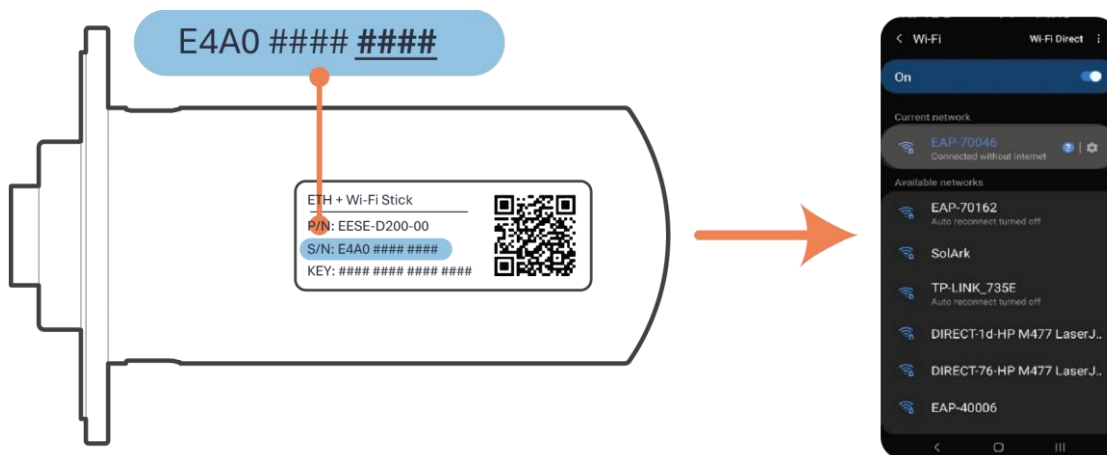 E4A0 #### ####
ETH + Wi-Fi Stick
P/N: EESE-D200-00
S/N: E4A0 #### ####
KEY: #### #### #### ####
Wi-Fi
Wi-Fi Direct
On
Current network
EAP-70046
Connected without internet
Available networks
EAP-70162
Auto reconnect turned off
SolArk
TP-LINK_735E
Auto reconnect turned off
DIRECT-1d-HP M477 LaserJ..
DIRECT-76-HP M477 LaserJ..
EAP-40006